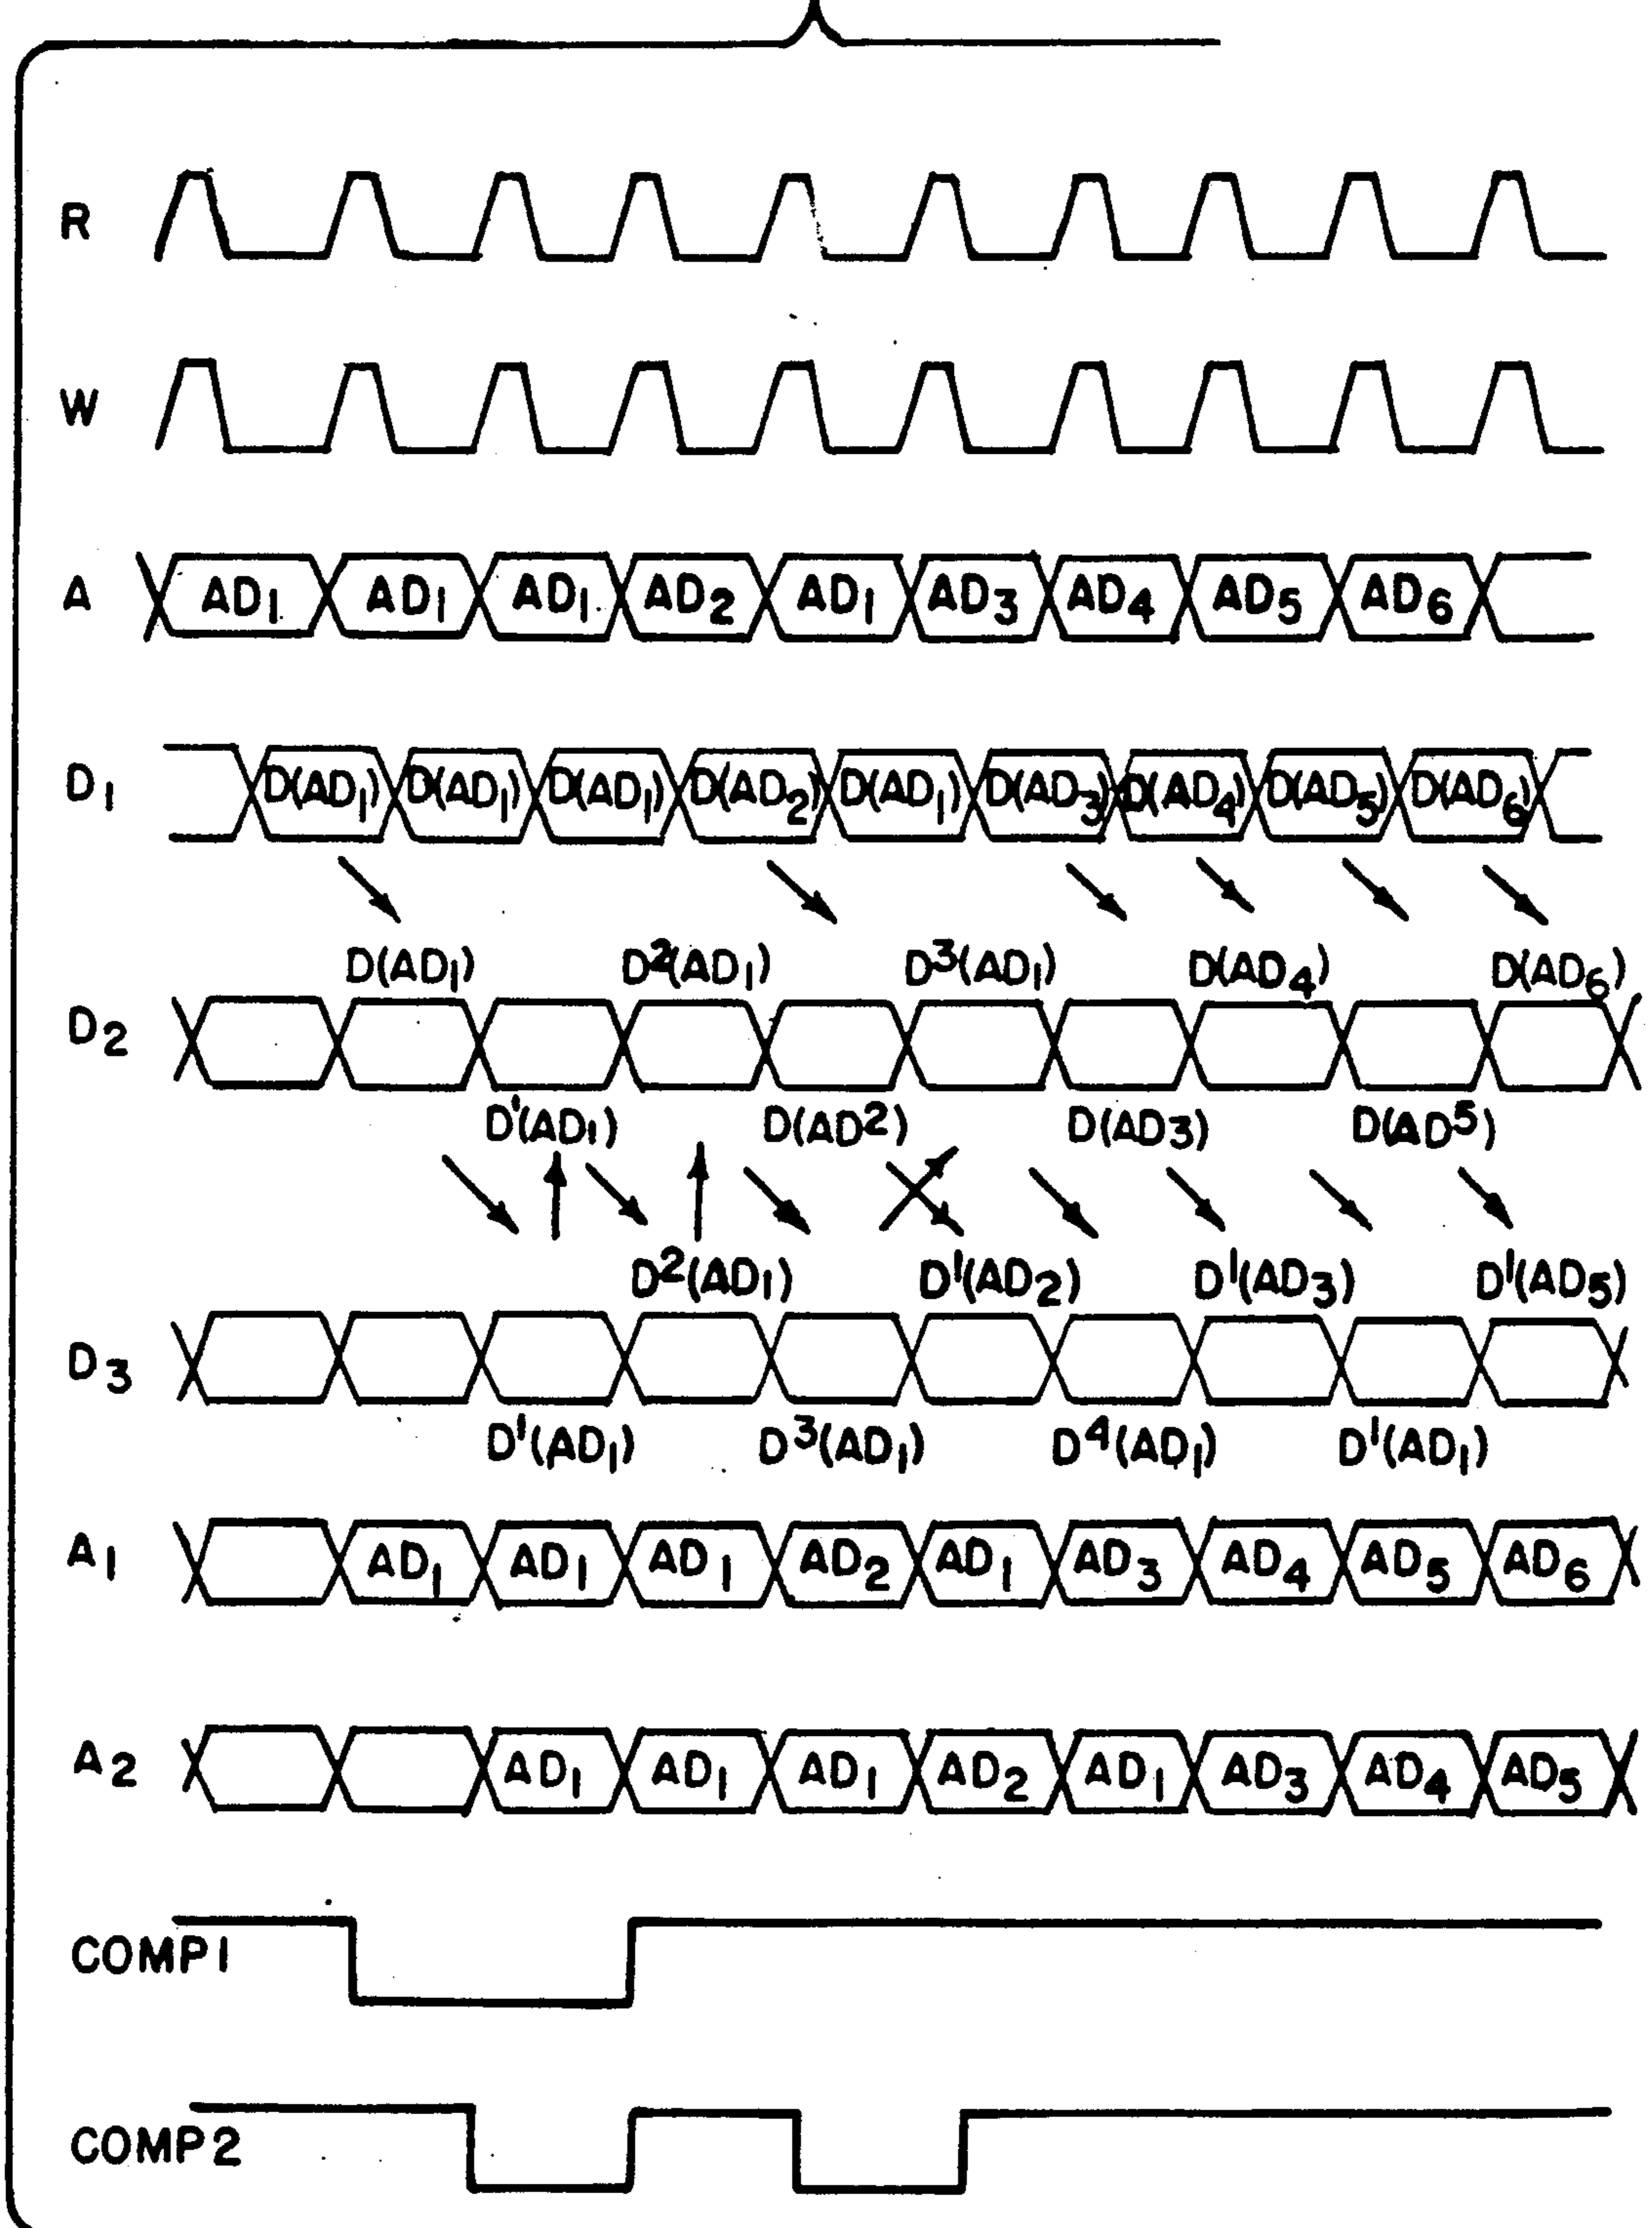 R
W
A AD₁ AD₁ AD₁ AD₂ AD₁ AD₃ AD₄ AD₅ AD₆
D₁ D(AD₁) D(AD₁) D(AD₁) D(AD₂) D(AD₁) D(AD₃) D(AD₄) D(AD₅) D(AD₆)
D(AD₁) D²(AD₁) D³(AD₁) D(AD₄) D(AD₆)
D₂
D¹(AD₁) D(AD²) D(AD₃) D(AD⁵)
D²(AD₁) D¹(AD₂) D¹(AD₃) D¹(AD₅)
D₃
D¹(AD₁) D³(AD₁) D⁴(AD₁) D¹(AD₁)
A₁ AD₁ AD₁ AD₁ AD₂ AD₁ AD₃ AD₄ AD₅ AD₆
A₂ AD₁ AD₁ AD₁ AD₂ AD₁ AD₃ AD₄ AD₅
COMP1
COMP2